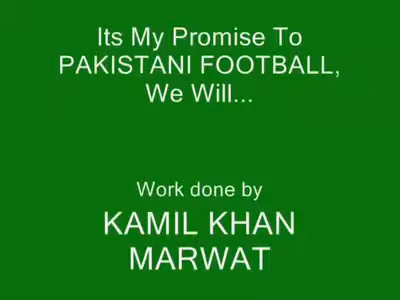 Its My Promise To
PAKISTANI FOOTBALL,
We Will...
Work done by
KAMIL KHAN
MARWAT